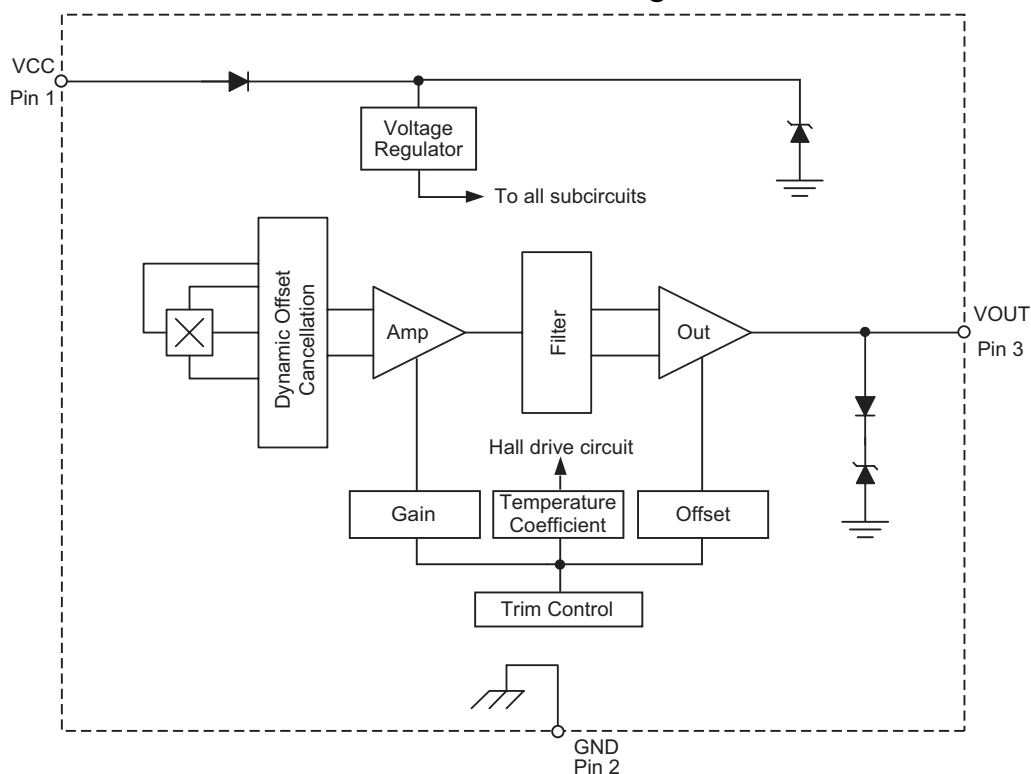 VCC
Pin 1
Voltage
Regulator
To all subcircuits
Dynamic Offset
Cancellation
Amp
Filter
Out
VOUT
Pin 3
Hall drive circuit
Gain
Temperature
Coefficient
Offset
Trim Control
GND
Pin 2